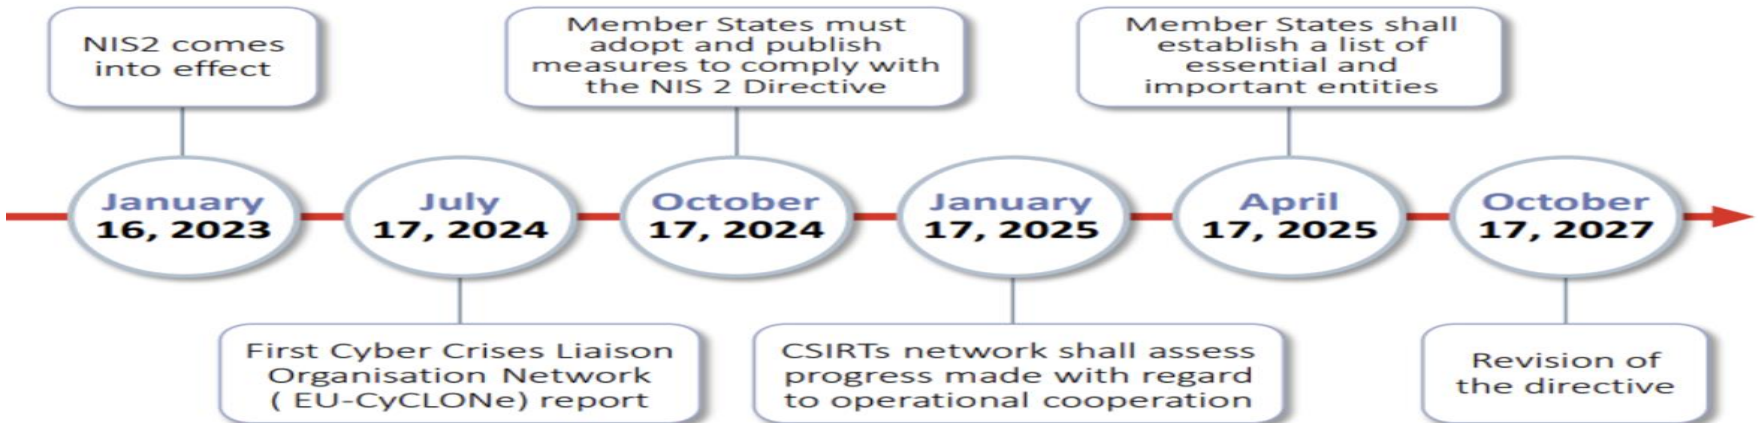 NIS2 comes
into effect
Member States must
adopt and publish
measures to comply with
the NIS 2 Directive
Member States shall
establish a list of
essential and
important entities
January
16, 2023
July
17, 2024
October
17, 2024
January
17, 2025
April
17, 2025
October
17, 2027
First Cyber Crises Liaison
Organisation Network
( EU-CyCLONe) report
CSIRTs network shall assess
progress made with regard
to operational cooperation
Revision of
the directive